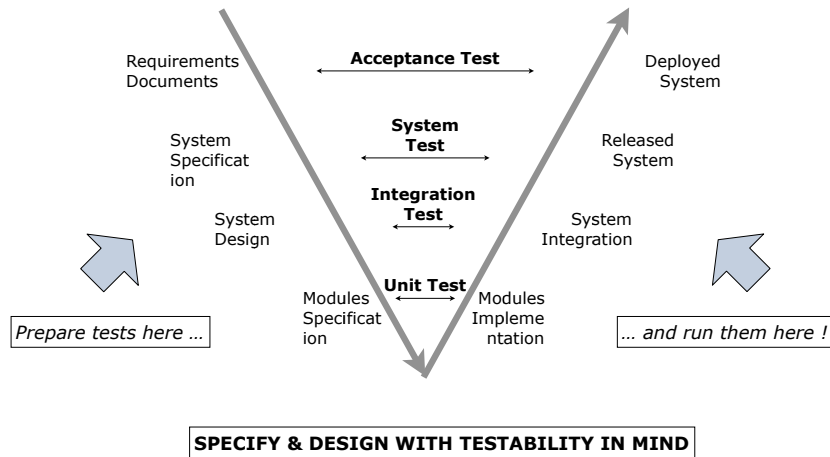 Requirements
Documents
Acceptance Test
Deployed
System
System
Specificat
ion
System
Test
Released
System
Integration
Test
System
Design
System
Integration
Unit Test
Modules
Specificat
ion
Modules
Impleme
ntation
Prepare tests here ...
... and run them here !
SPECIFY & DESIGN WITH TESTABILITY IN MIND